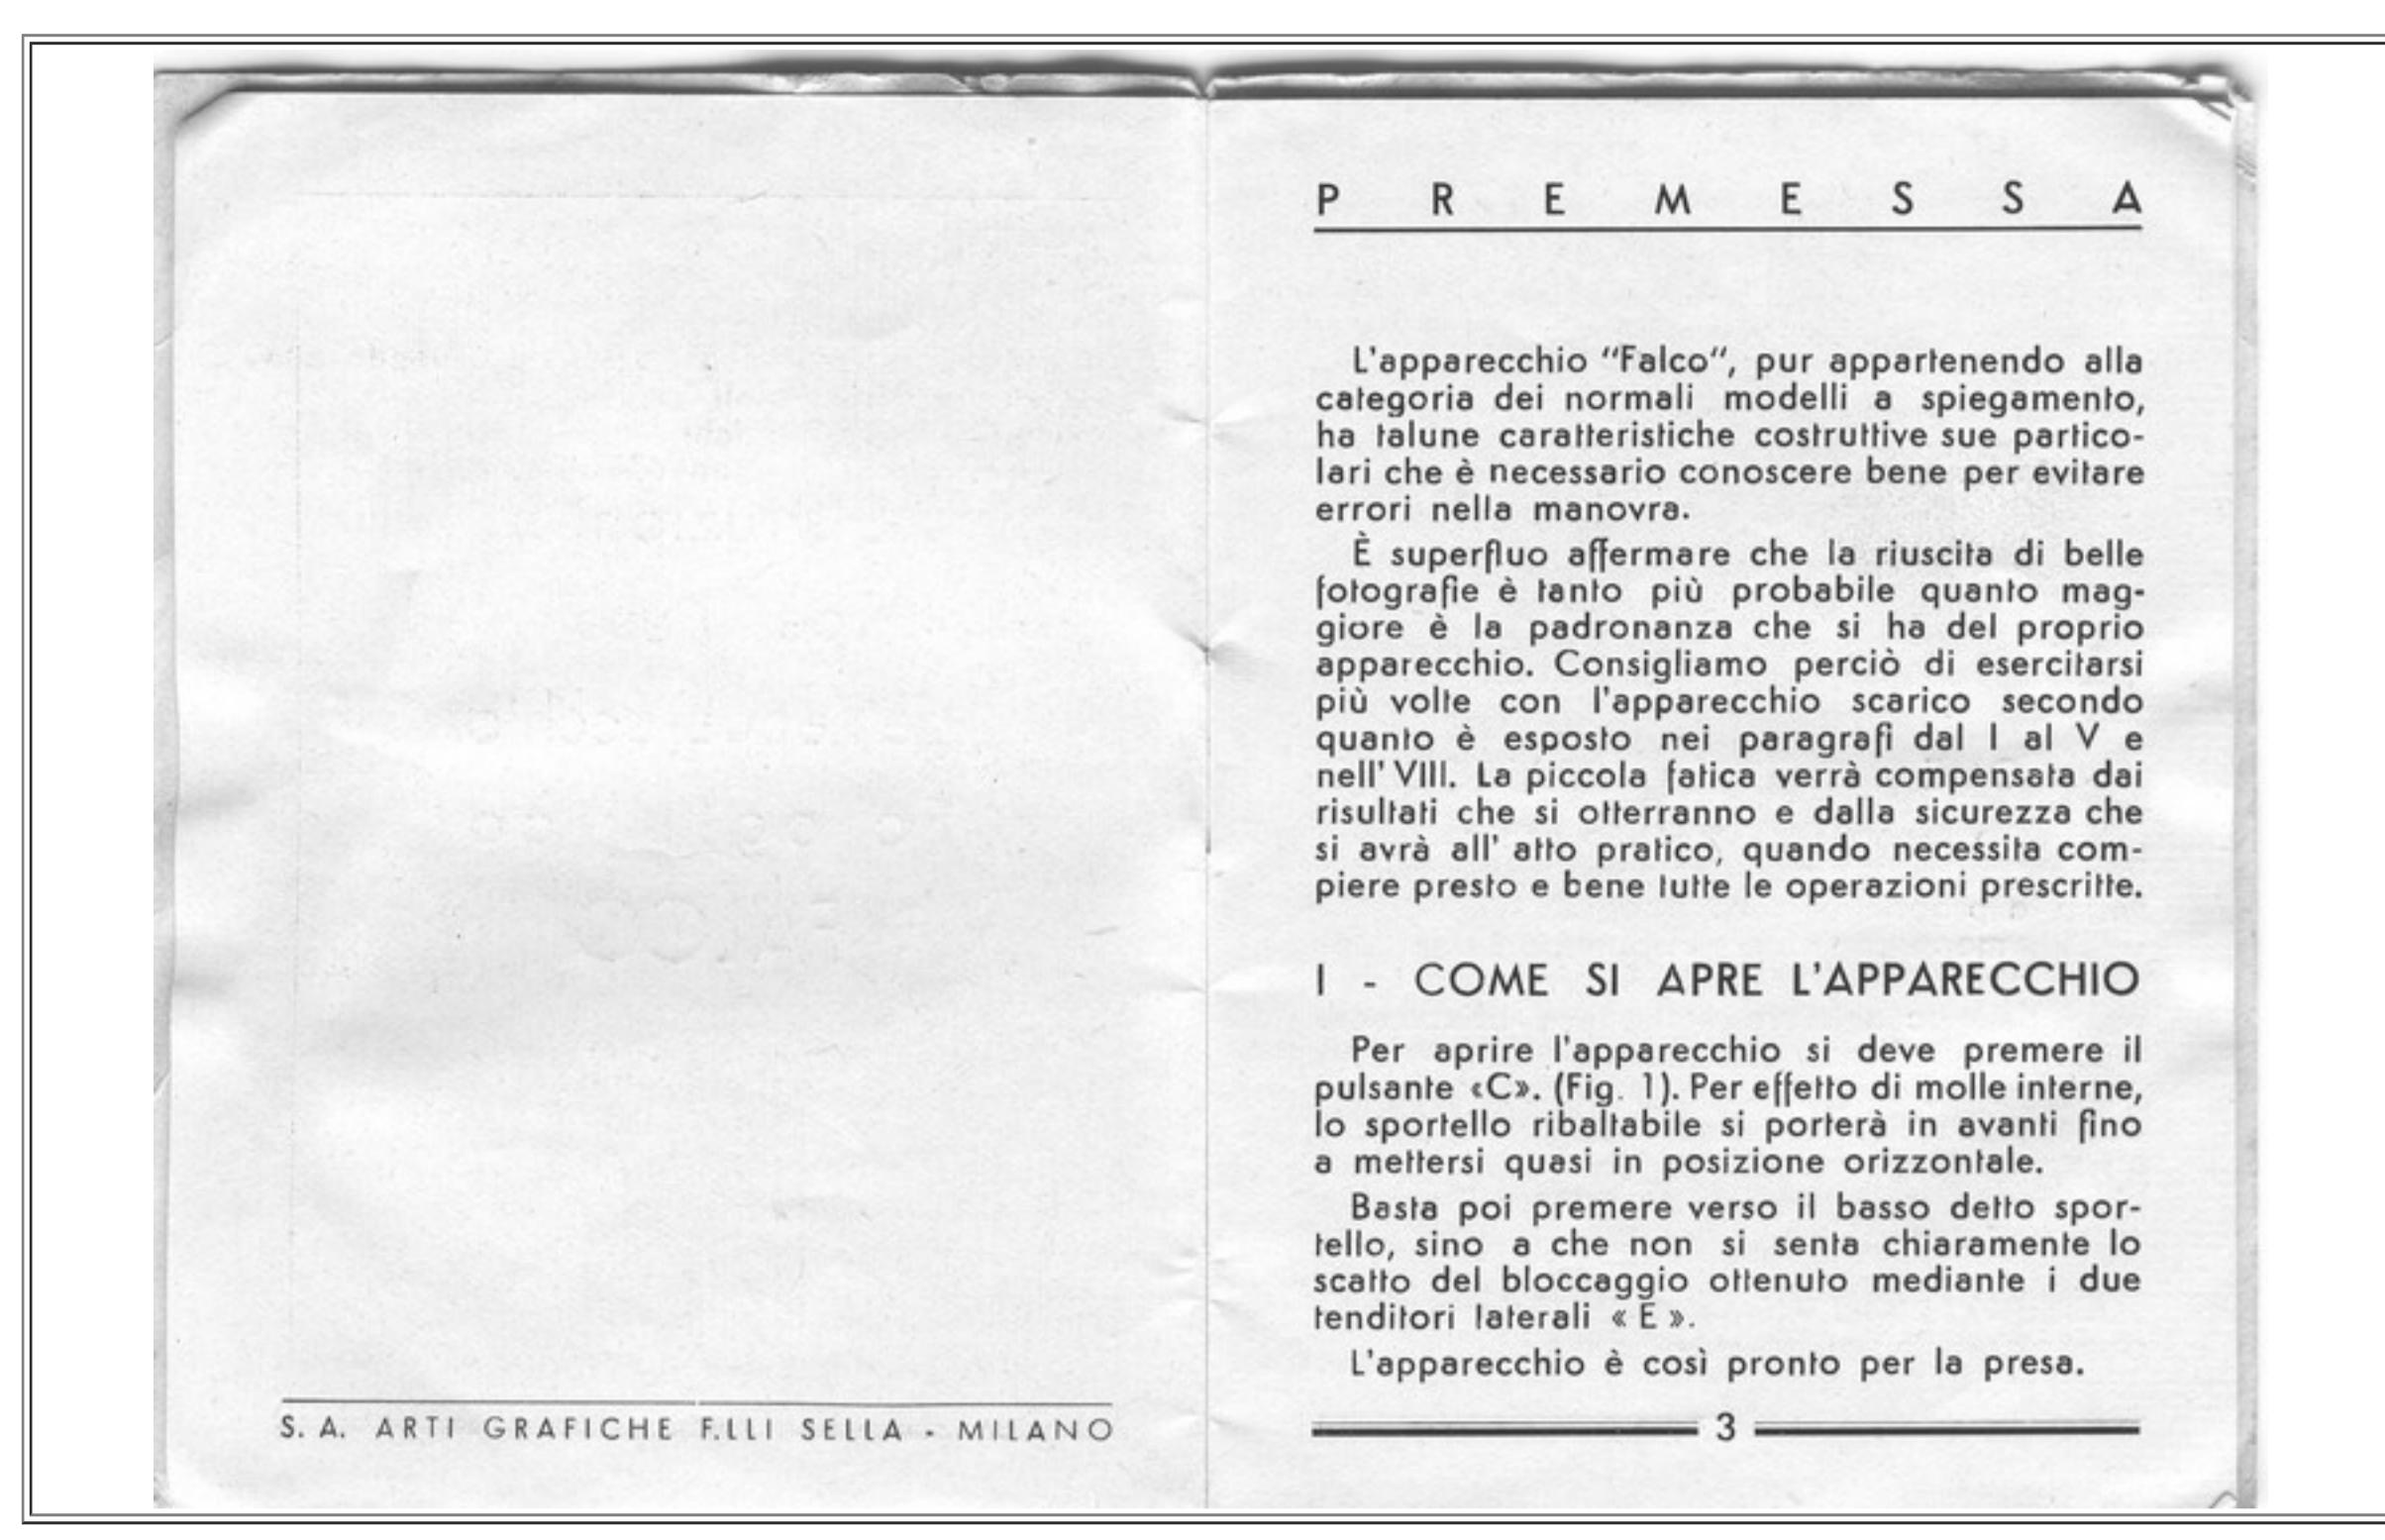 S. A. ARTI GRAFICHE F.LLI SELLA - MILANO
PREMESSA
L'apparecchio “Falco“, pur appartenendo alla
categoria dei normali modelli a spiegamento,
ha talune caratteristiche costruttive sue partico-
lari che è necessario conoscere bene per evitare
errori nella manovra.
È superfluo affermare che la riuscita di belle
fotografie è tanto più probabile quanto mag-
giore è la padronanza che si ha del proprio
apparecchio. Consigliamo perciò di esercitarsi
più volte con l'apparecchio scarico secondo
quanto è esposto nei paragrafi dal I al V e
nell' VIII. La piccola fatica verrà compensata dai
risultati che si otterranno e dalla sicurezza che
si avrà all' atto pratico, quando necessita com-
piere presto e bene tutte le operazioni prescritte.
I - COME SI APRE L'APPARECCHIO
Per aprire l'apparecchio si deve premere il
pulsante «C». (Fig. 1). Per effetto di molle interne,
lo sportello ribaltabile si porterà in avanti fino
a mettersi quasi in posizione orizzontale.
Basta poi premere verso il basso detto spor-
tello, sino a che non si senta chiaramente lo
scatto del bloccaggio ottenuto mediante i due
tenditori laterali « E ».
L'apparecchio è così pronto per la presa.
3